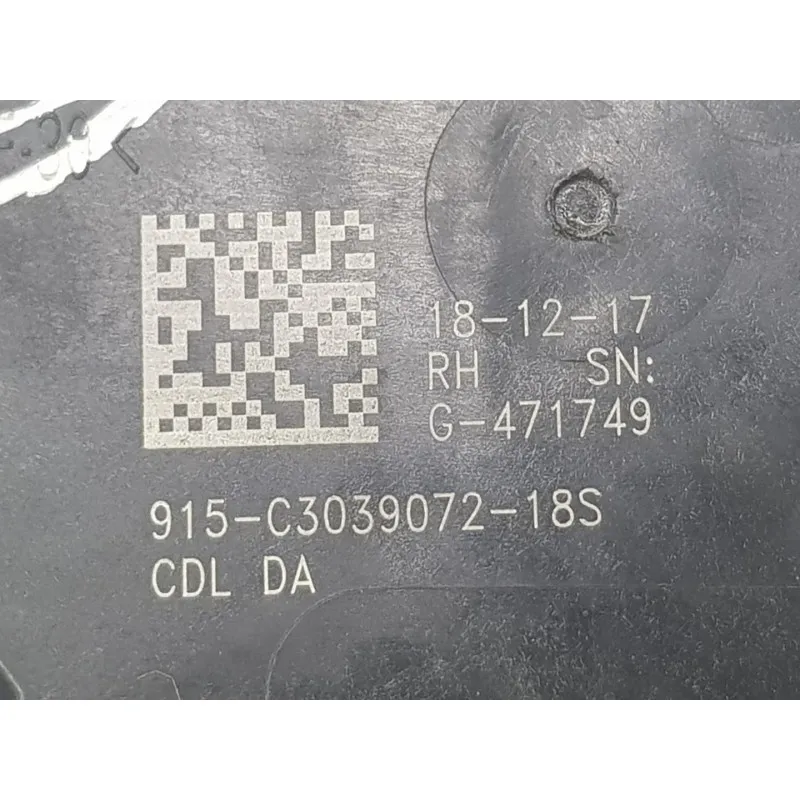 18-12-17
RH SN:
G-471749
915-C3039072-18S
CDL DA